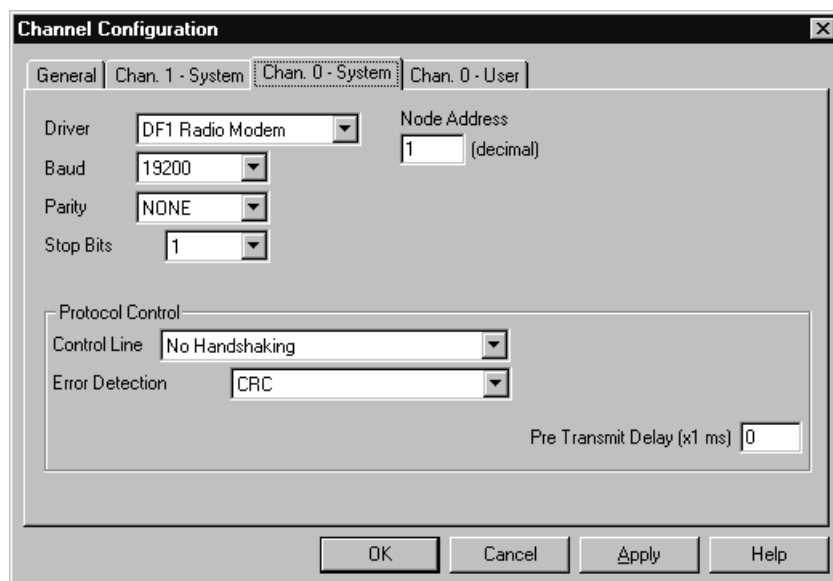 Channel Configuration
General Chan. 1 - System Chan. 0 - System Chan. 0 - User
Driver DF1 Radio Modem Node Address
1 (decimal)
Baud 19200
Parity NONE
Stop Bits 1
Protocol Control
Control Line No Handshaking
Error Detection CRC
Pre Transmit Delay (x1 ms) 0
OK Cancel Apply Help